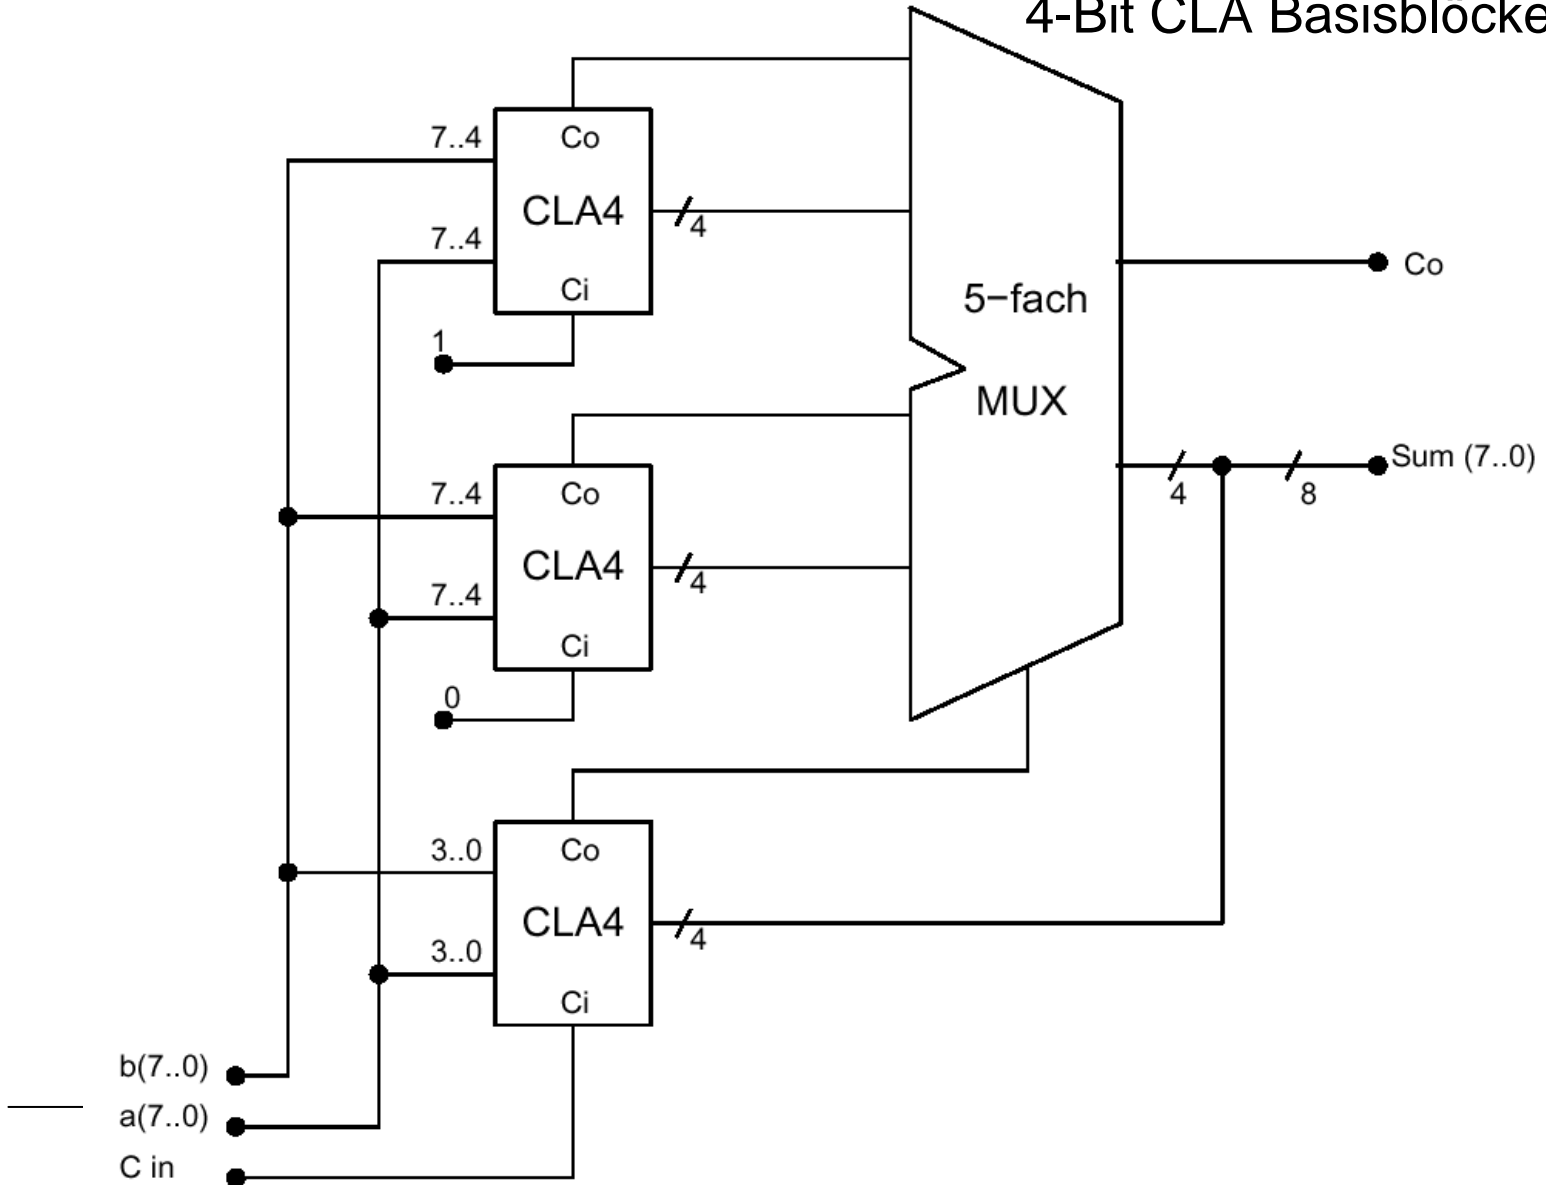 4-Bit CLA Basisblöcke
7..4
Co
CLA4
4
7..4
Ci
1
Co
5−fach
MUX
7..4
Co
CLA4
4
7..4
Ci
0
Sum (7..0)
4
8
3..0
Co
CLA4
4
3..0
Ci
b(7..0)
a(7..0)
C in